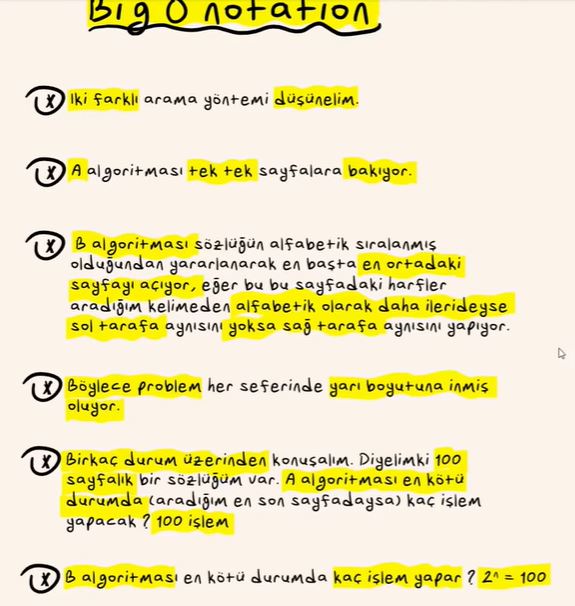 Big O notation
İki farklı arama yöntemi düşünelim.
A algoritması tek tek sayfalara bakıyor.
B algoritması sözlüğün alfabetik sıralanmış
olduğundan yararlanarak en başta en ortadaki
sayfayı açıyor, eğer bu bu sayfadaki harfler
aradığım kelimeden alfabetik olarak daha ilerideyse
sol tarafa aynısını yoksa sağ tarafa aynısını yapıyor.
Böylece problem her seferinde yarı boyutuna inmiş
oluyor.
Birkaç durum üzerinden konuşalım. Diyelimki 100
sayfalık bir sözlüğüm var. A algoritması en kötü
durumda (aradığım en son sayfadaysa) kaç işlem
yapacak ? 100 işlem
B algoritması en kötü durumda kaç işlem yapar ? 2^n = 100